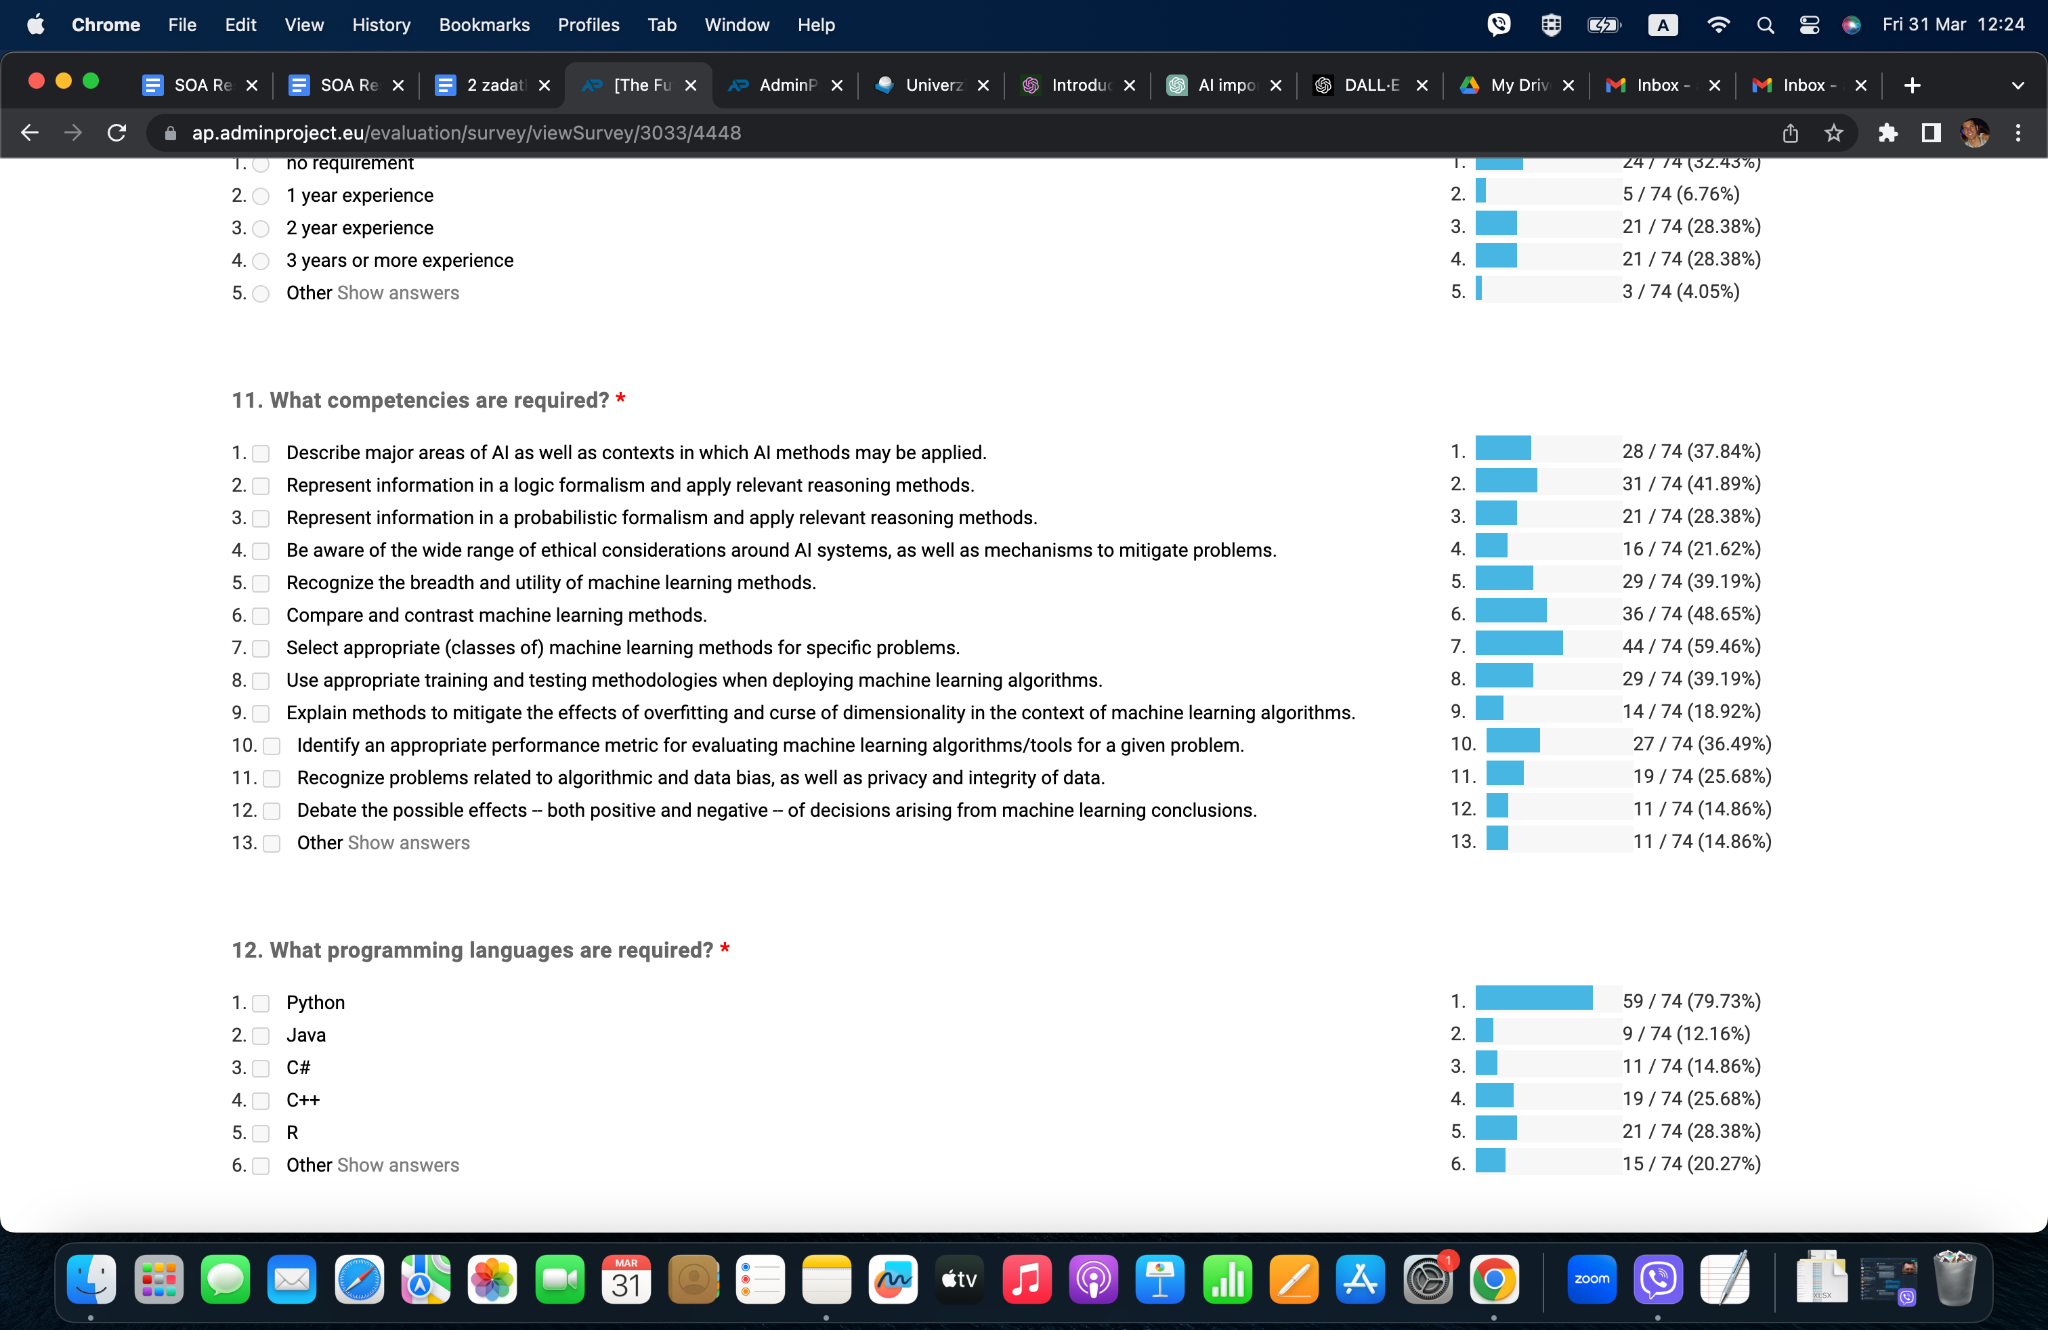 Chrome File Edit View History Bookmarks Profiles Tab Window Help A Fri 31 Mar 12:24
SOA Re SOA Re 2 zadat [The Fu AdminP Univerz Introduc AI impo DALL·E My Driv Inbox - Inbox -
ap.adminproject.eu/evaluation/survey/viewSurvey/3033/4448
1. no requirement 1. 24 / 74 (32.43%)
2. 1 year experience 2. 5 / 74 (6.76%)
3. 2 year experience 3. 21 / 74 (28.38%)
4. 3 years or more experience 4. 21 / 74 (28.38%)
5. Other Show answers 5. 3 / 74 (4.05%)
11. What competencies are required? *
1. Describe major areas of AI as well as contexts in which AI methods may be applied. 1. 28 / 74 (37.84%)
2. Represent information in a logic formalism and apply relevant reasoning methods. 2. 31 / 74 (41.89%)
3. Represent information in a probabilistic formalism and apply relevant reasoning methods. 3. 21 / 74 (28.38%)
4. Be aware of the wide range of ethical considerations around AI systems, as well as mechanisms to mitigate problems. 4. 16 / 74 (21.62%)
5. Recognize the breadth and utility of machine learning methods. 5. 29 / 74 (39.19%)
6. Compare and contrast machine learning methods. 6. 36 / 74 (48.65%)
7. Select appropriate (classes of) machine learning methods for specific problems. 7. 44 / 74 (59.46%)
8. Use appropriate training and testing methodologies when deploying machine learning algorithms. 8. 29 / 74 (39.19%)
9. Explain methods to mitigate the effects of overfitting and curse of dimensionality in the context of machine learning algorithms. 9. 14 / 74 (18.92%)
10. Identify an appropriate performance metric for evaluating machine learning algorithms/tools for a given problem. 10. 27 / 74 (36.49%)
11. Recognize problems related to algorithmic and data bias, as well as privacy and integrity of data. 11. 19 / 74 (25.68%)
12. Debate the possible effects -- both positive and negative -- of decisions arising from machine learning conclusions. 12. 11 / 74 (14.86%)
13. Other Show answers 13. 11 / 74 (14.86%)
12. What programming languages are required? *
1. Python 1. 59 / 74 (79.73%)
2. Java 2. 9 / 74 (12.16%)
3. C# 3. 11 / 74 (14.86%)
4. C++ 4. 19 / 74 (25.68%)
5. R 5. 21 / 74 (28.38%)
6. Other Show answers 6. 15 / 74 (20.27%)
MAR
31 tv 1 zoom XLSX